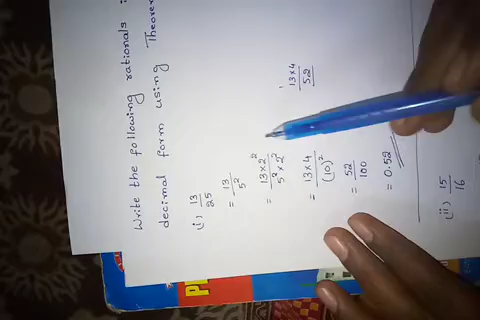 Write the following rationals
decimal form using Theorem
(i) 13/25
= 13/5²
= 13×2²/5²×2²
= 13×4/(10)²
= 52/100
= 0.52
13×4
52
(ii) 15/16